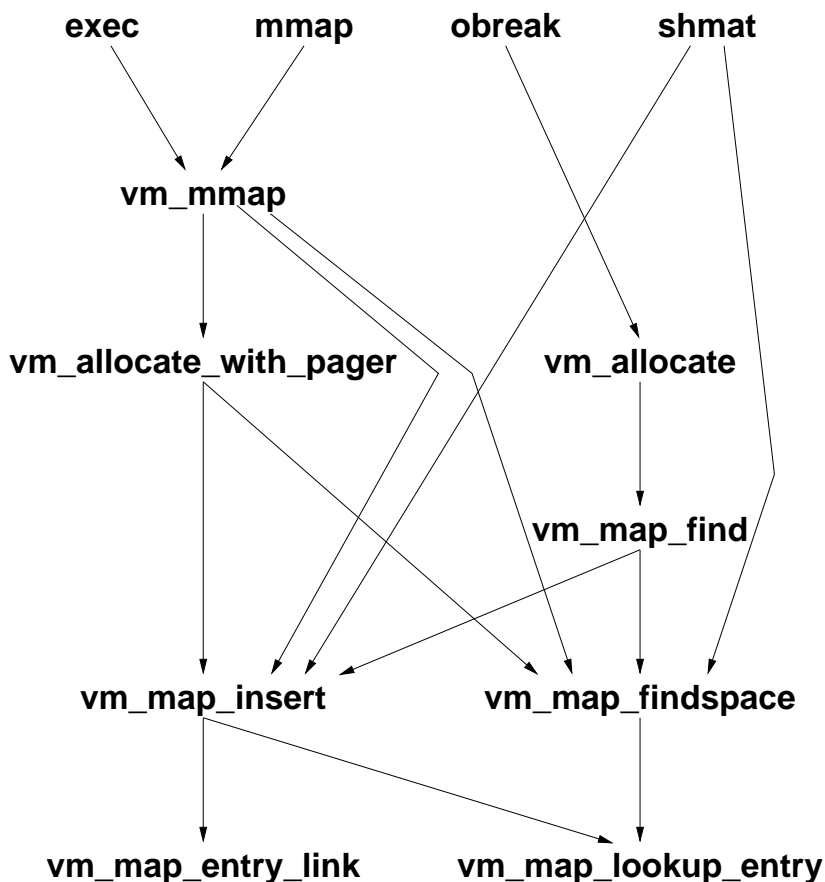 exec mmap obreak shmat
vm_mmap
vm_allocate_with_pager vm_allocate
vm_map_find
vm_map_insert vm_map_findspace
vm_map_entry_link vm_map_lookup_entry